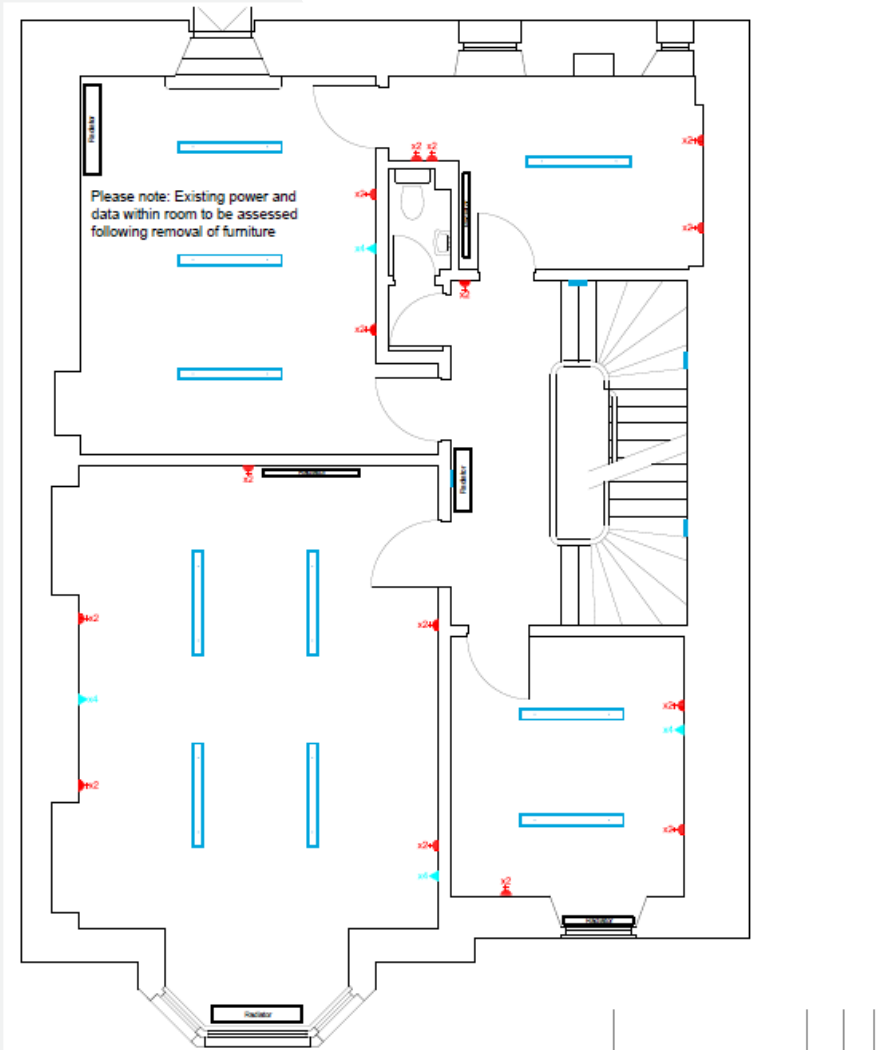 Radiator
Please note: Existing power and
data within room to be assessed
following removal of furniture
x2
x2
x2
x2
x2
x4
x2
x2
x2
Radiator
x2
x2
x4
x2
x2
x2
x4
x2
x4
x2
x2
Radiator
Radiator